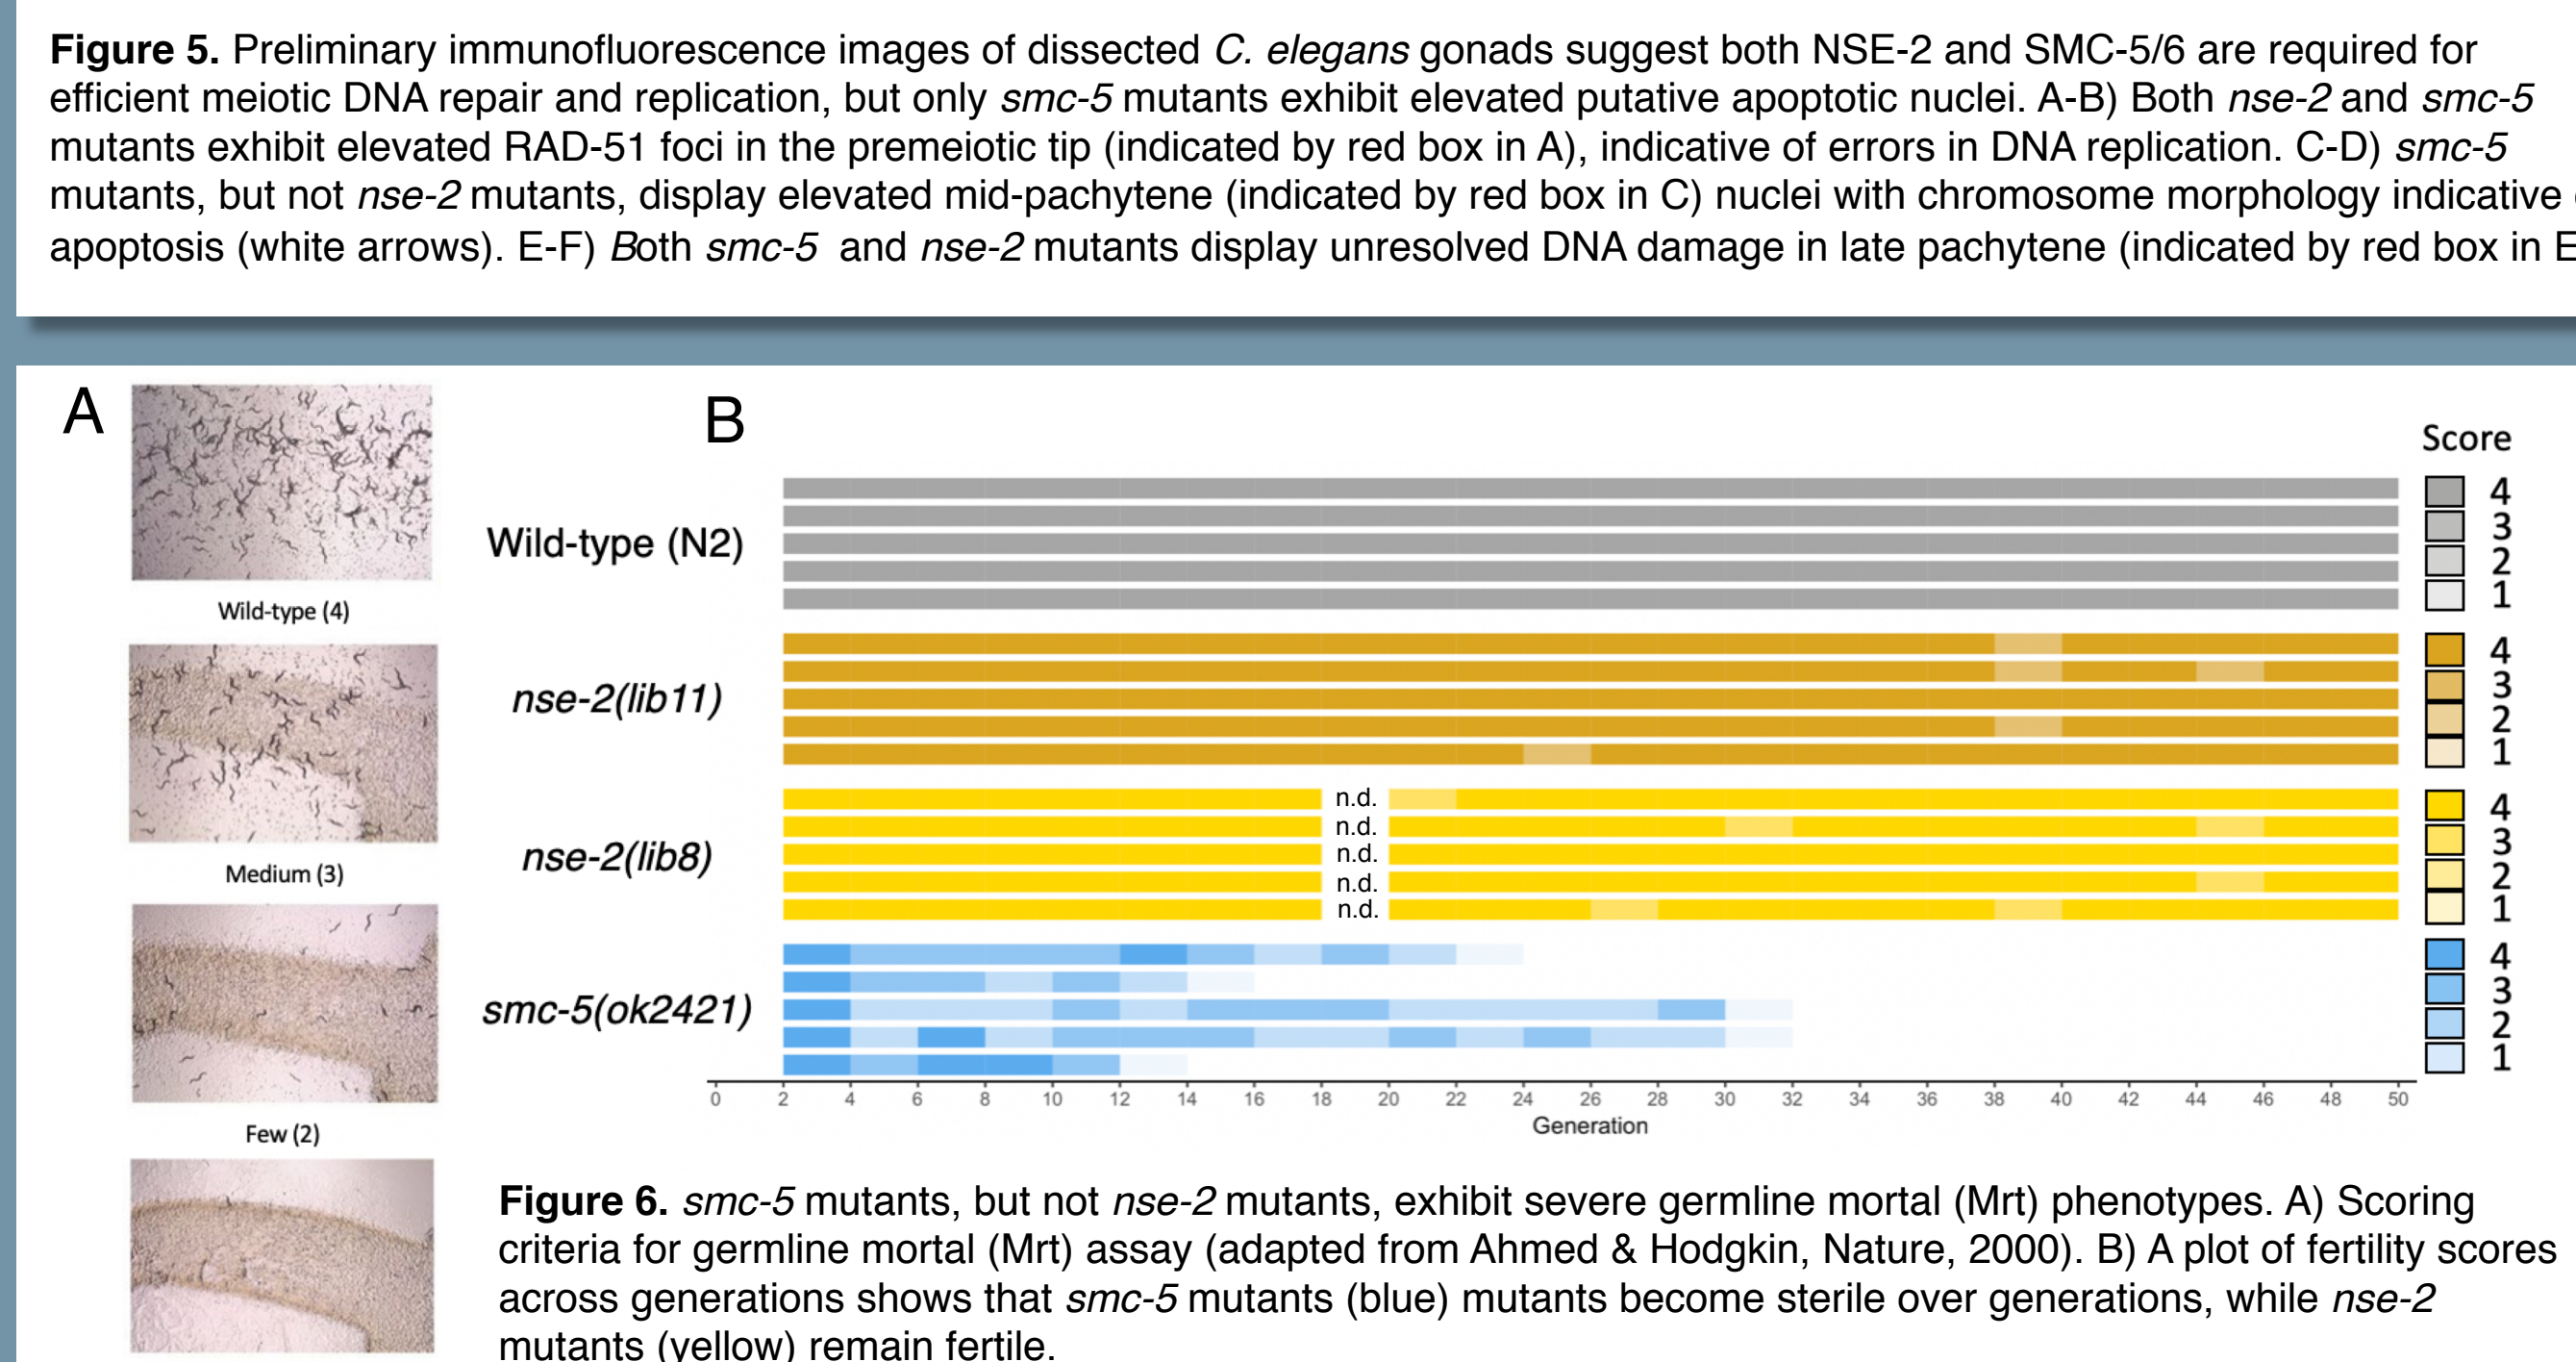 Figure 5. Preliminary immunofluorescence images of dissected C. elegans gonads suggest both NSE-2 and SMC-5/6 are required for
efficient meiotic DNA repair and replication, but only smc-5 mutants exhibit elevated putative apoptotic nuclei. A-B) Both nse-2 and smc-5
mutants exhibit elevated RAD-51 foci in the premeiotic tip (indicated by red box in A), indicative of errors in DNA replication. C-D) smc-5
mutants, but not nse-2 mutants, display elevated mid-pachytene (indicated by red box in C) nuclei with chromosome morphology indicative
apoptosis (white arrows). E-F) Both smc-5 and nse-2 mutants display unresolved DNA damage in late pachytene (indicated by red box in E
A
Wild-type (4)
Medium (3)
Few (2)
B
Score
Wild-type (N2)
4
3
2
1
nse-2(lib11)
4
3
2
1
nse-2(lib8)
n.d.
n.d.
n.d.
n.d.
n.d.
4
3
2
1
smc-5(ok2421)
4
3
2
1
0 2 4 6 8 10 12 14 16 18 20 22 24 26 28 30 32 34 36 38 40 42 44 46 48 50
Generation
Figure 6. smc-5 mutants, but not nse-2 mutants, exhibit severe germline mortal (Mrt) phenotypes. A) Scoring
criteria for germline mortal (Mrt) assay (adapted from Ahmed & Hodgkin, Nature, 2000). B) A plot of fertility scores
across generations shows that smc-5 mutants (blue) mutants become sterile over generations, while nse-2
mutants (yellow) remain fertile.